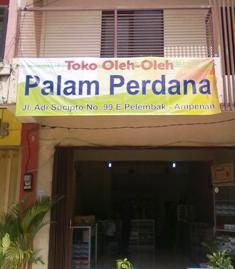 Toko Oleh-Oleh
Palam Perdana
Jl. Adi Sucipto No. 99 E Pelembak - Ampenan